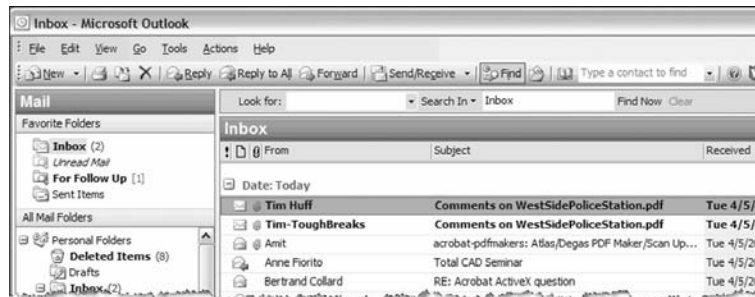 Inbox - Microsoft Outlook
File Edit View Go Tools Actions Help
New Reply Reply to All Forward Send/Receive Find Type a contact to find
Mail Look for: Search In Inbox Find Now Clear
Favorite Folders Inbox
Inbox (2) ! From Subject Received
Unread Mail
For Follow Up [1] Date: Today
Sent Items Tim Huff Comments on WestSidePoliceStation.pdf Tue 4/5/
All Mail Folders Tim-ToughBreaks Comments on WestSidePoliceStation.pdf Tue 4/5/
Personal Folders Amit acrobat-pdfmakers: Atlas/Degas PDF Maker/Scan Up... Tue 4/5/2
Deleted Items (8) Anne Fiorito Total CAD Seminar Tue 4/5/2
Drafts Bertrand Collard RE: Acrobat ActiveX question Tue 4/5/2
Inbox (2)